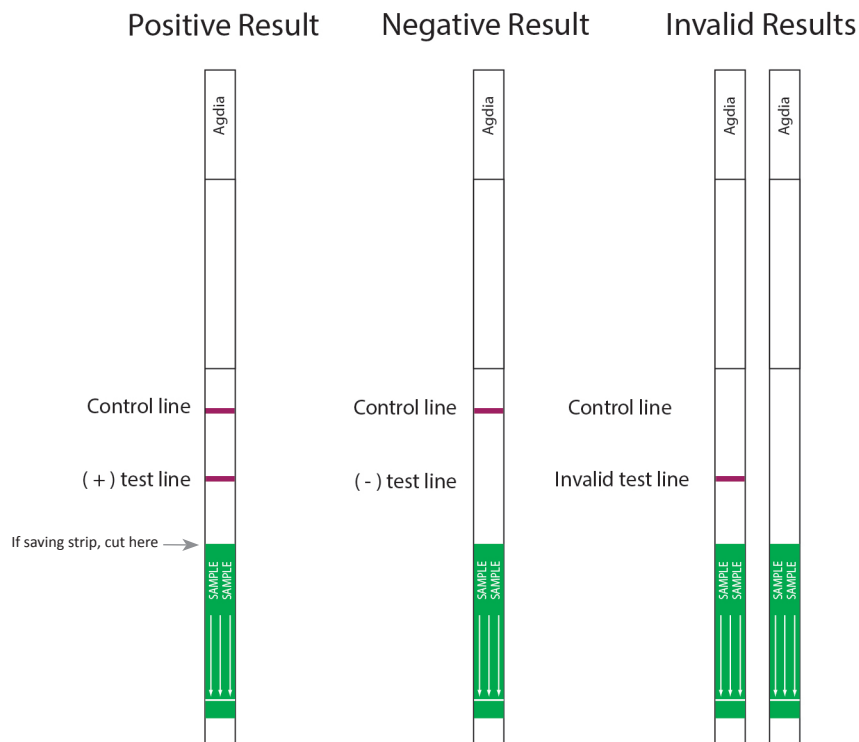 Positive Result
Negative Result
Invalid Results
Agdia
Agdia
Agdia
Agdia
Control line
Control line
Control line
( + ) test line
( - ) test line
Invalid test line
If saving strip, cut here
SAMPLE
SAMPLE
SAMPLE
SAMPLE
SAMPLE
SAMPLE
SAMPLE
SAMPLE